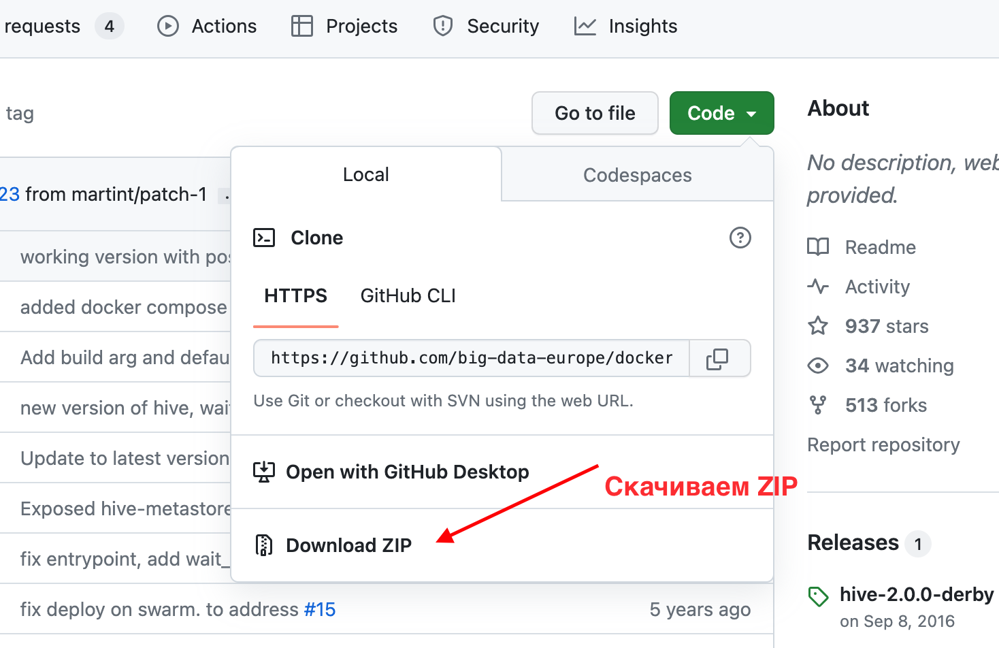 requests 4 Actions Projects Security Insights
tag
Go to file
Code
About
No description, web
provided.
23 from martint/patch-1
Local
Codespaces
Clone
HTTPS
GitHub CLI
https://github.com/big-data-europe/docker
Use Git or checkout with SVN using the web URL.
Open with GitHub Desktop
Скачиваем ZIP
Download ZIP
working version with pos
added docker compose
Add build arg and defau
new version of hive, wai
Update to latest version
Exposed hive-metastore
fix entrypoint, add wait_
fix deploy on swarm. to address #15
5 years ago
Readme
Activity
937 stars
34 watching
513 forks
Report repository
Releases 1
hive-2.0.0-derby
on Sep 8, 2016